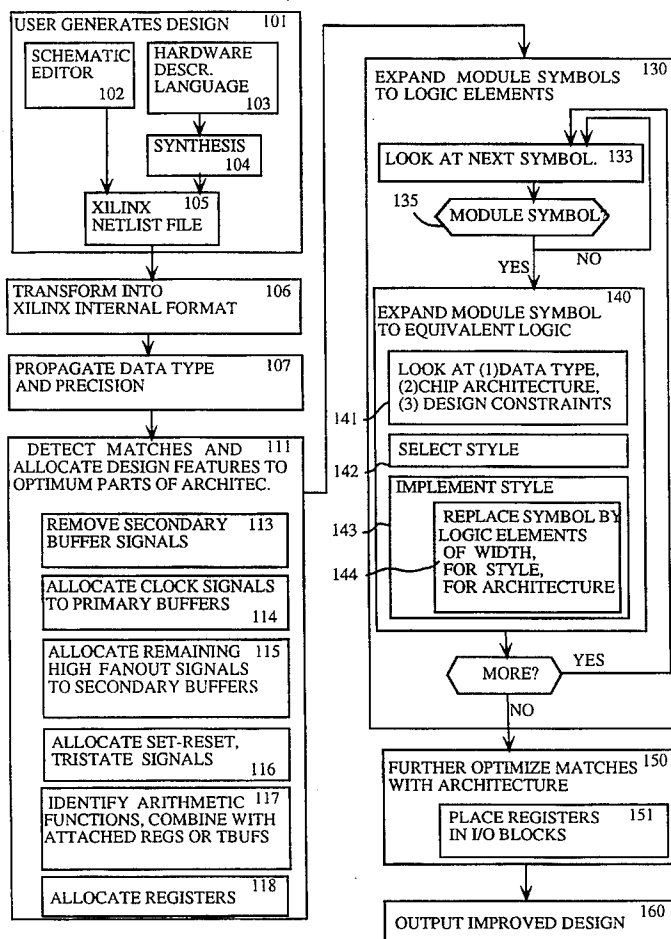 USER GENERATES DESIGN 101
SCHEMATIC
EDITOR
102
HARDWARE
DESCR.
LANGUAGE
103
SYNTHESIS
104
105
XILINX
NETLIST FILE
TRANSFORM INTO 106
XILINX INTERNAL FORMAT
PROPAGATE DATA TYPE 107
AND PRECISION
DETECT MATCHES AND 111
ALLOCATE DESIGN FEATURES TO
OPTIMUM PARTS OF ARCHITEC.
REMOVE SECONDARY 113
BUFFER SIGNALS
ALLOCATE CLOCK SIGNALS
TO PRIMARY BUFFERS
114
ALLOCATE REMAINING 115
HIGH FANOUT SIGNALS
TO SECONDARY BUFFERS
ALLOCATE SET-RESET,
TRISTATE SIGNALS
116
IDENTIFY ARITHMETIC 117
FUNCTIONS, COMBINE WITH
ATTACHED REGS OR TBUFS
ALLOCATE REGISTERS 118
130
EXPAND MODULE SYMBOLS
TO LOGIC ELEMENTS
LOOK AT NEXT SYMBOL. 133
135
MODULE SYMBOL?
NO
YES
140
EXPAND MODULE SYMBOL
TO EQUIVALENT LOGIC
LOOK AT (1)DATA TYPE,
(2)CHIP ARCHITECTURE,
(3) DESIGN CONSTRAINTS
141
SELECT STYLE
142
IMPLEMENT STYLE
143
REPLACE SYMBOL BY
LOGIC ELEMENTS
OF WIDTH,
FOR STYLE,
FOR ARCHITECTURE
144
MORE?
YES
NO
150
FURTHER OPTIMIZE MATCHES
WITH ARCHITECTURE
PLACE REGISTERS 151
IN I/O BLOCKS
160
OUTPUT IMPROVED DESIGN